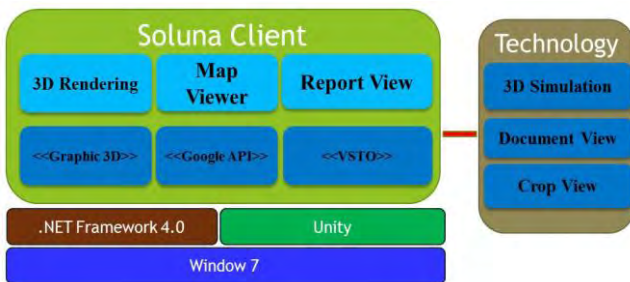 Soluna Client
3D Rendering
Map
Viewer
Report View
<<Graphic 3D>>
<<Google API>>
<<VSTO>>
.NET Framework 4.0
Unity
Window 7
Technology
3D Simulation
Document View
Crop View